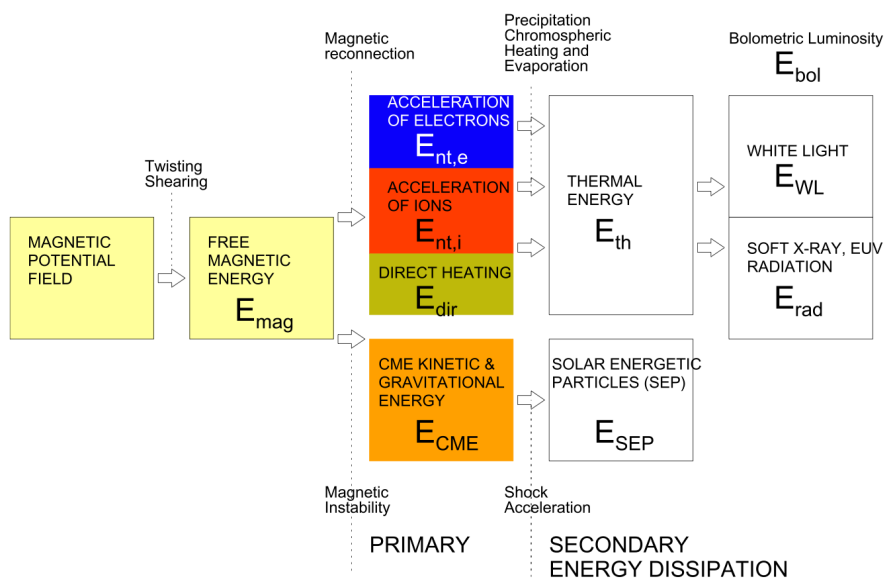 Magnetic
reconnection
Precipitation
Chromospheric
Heating and
Evaporation
Bolometric Luminosity
E_bol
Twisting
Shearing
MAGNETIC
POTENTIAL
FIELD
FREE
MAGNETIC
ENERGY
E_mag
ACCELERATION
OF ELECTRONS
E_nt,e
ACCELERATION
OF IONS
E_nt,i
DIRECT HEATING
E_dir
THERMAL
ENERGY
E_th
WHITE LIGHT
E_WL
SOFT X-RAY, EUV
RADIATION
E_rad
CME KINETIC &
GRAVITATIONAL
ENERGY
E_CME
SOLAR ENERGETIC
PARTICLES (SEP)
E_SEP
Magnetic
Instability
Shock
Acceleration
PRIMARY
SECONDARY
ENERGY DISSIPATION